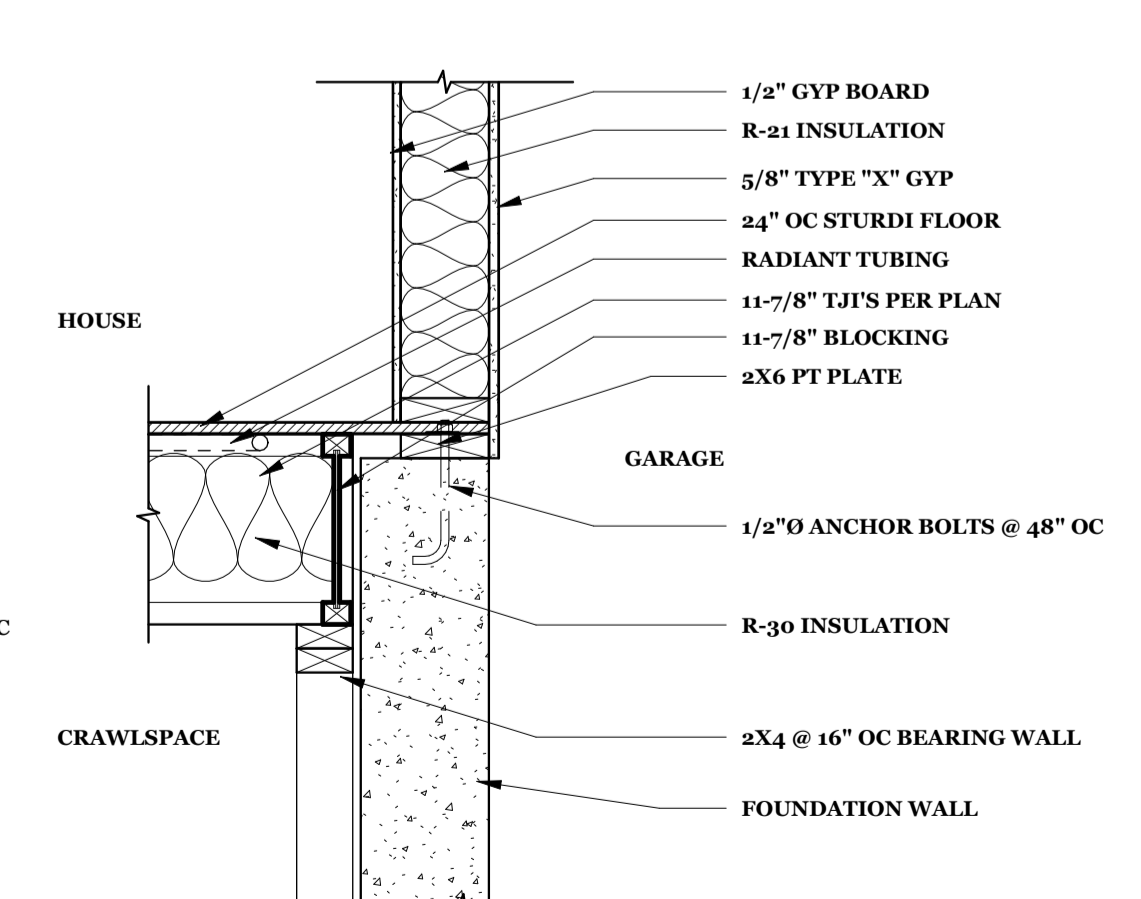 1/2" GYP BOARD
R-21 INSULATION
5/8" TYPE "X" GYP
24" OC STURDI FLOOR
RADIANT TUBING
11-7/8" TJI'S PER PLAN
11-7/8" BLOCKING
2X6 PT PLATE
HOUSE
GARAGE
1/2"Ø ANCHOR BOLTS @ 48" OC
R-30 INSULATION
C
CRAWLSPACE
2X4 @ 16" OC BEARING WALL
FOUNDATION WALL